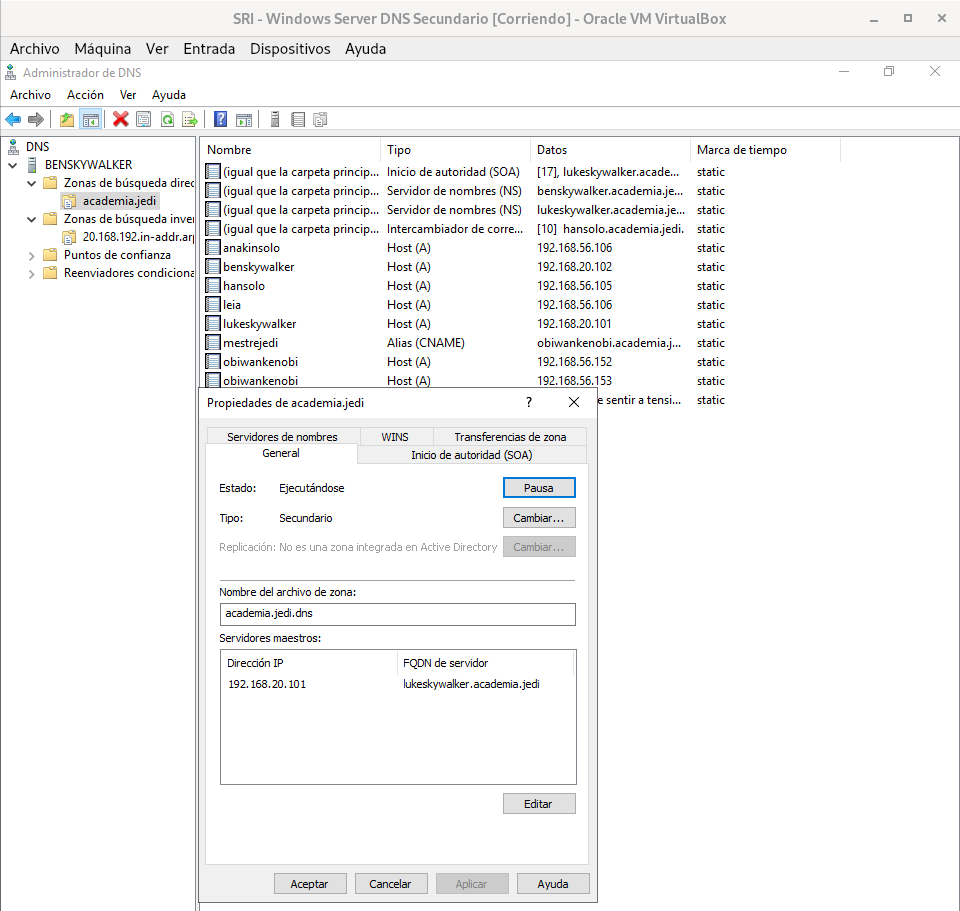 SRI - Windows Server DNS Secundario [Corriendo] - Oracle VM VirtualBox
Archivo Máquina Ver Entrada Dispositivos Ayuda
Administrador de DNS
Archivo Acción Ver Ayuda
DNS
BENSKYWALKER
Zonas de búsqueda direc
academia.jedi
Zonas de búsqueda inve
20.168.192.in-addr.arp
Puntos de confianza
Reenviadores condiciona
Nombre Tipo Datos Marca de tiempo
(igual que la carpeta princip... Inicio de autoridad (SOA) [17], lukeskywalker.acade... static
(igual que la carpeta princip... Servidor de nombres (NS) benskywalker.academia.je... static
(igual que la carpeta princip... Servidor de nombres (NS) lukeskywalker.academia.je... static
(igual que la carpeta princip... Intercambiador de corre... [10] hansolo.academia.jedi. static
anakinsolo Host (A) 192.168.56.106 static
benskywalker Host (A) 192.168.20.102 static
hansolo Host (A) 192.168.56.105 static
leia Host (A) 192.168.56.106 static
lukeskywalker Host (A) 192.168.20.101 static
mestrejedi Alias (CNAME) obiwankenobi.academia.j... static
obiwankenobi Host (A) 192.168.56.152 static
obiwankenobi Host (A) 192.168.56.153 static
e sentir a tensi... static
Propiedades de academia.jedi ?
Servidores de nombres WINS Transferencias de zona
General Inicio de autoridad (SOA)
Estado: Ejecutándose Pausa
Tipo: Secundario Cambiar...
Replicación: No es una zona integrada en Active Directory Cambiar...
Nombre del archivo de zona:
academia.jedi.dns
Servidores maestros:
Dirección IP FQDN de servidor
192.168.20.101 lukeskywalker.academia.jedi
Editar
Aceptar Cancelar Aplicar Ayuda